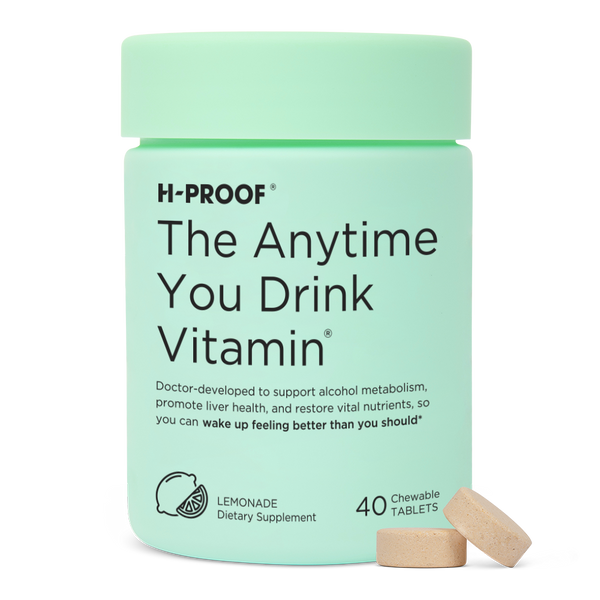 H-PROOF®
The Anytime
You Drink
Vitamin®
Doctor-developed to support alcohol metabolism,
promote liver health, and restore vital nutrients, so
you can wake up feeling better than you should*
LEMONADE
Dietary Supplement
40 Chewable
TABLETS